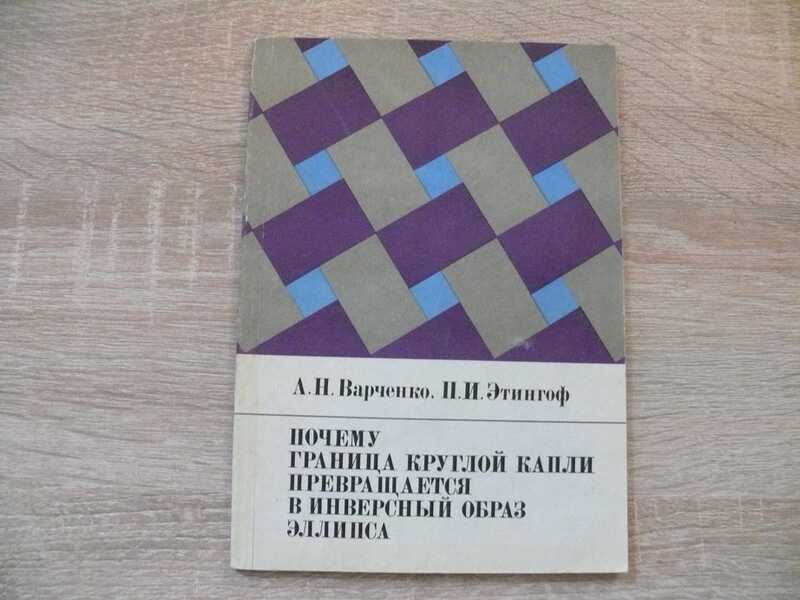 А.Н.Варченко, П.И.Этингоф
ПОЧЕМУ
ГРАНИЦА КРУГЛОЙ КАПЛИ
ПРЕВРАЩАЕТСЯ
В ИНВЕРСНЫЙ ОБРАЗ
ЭЛЛИПСА